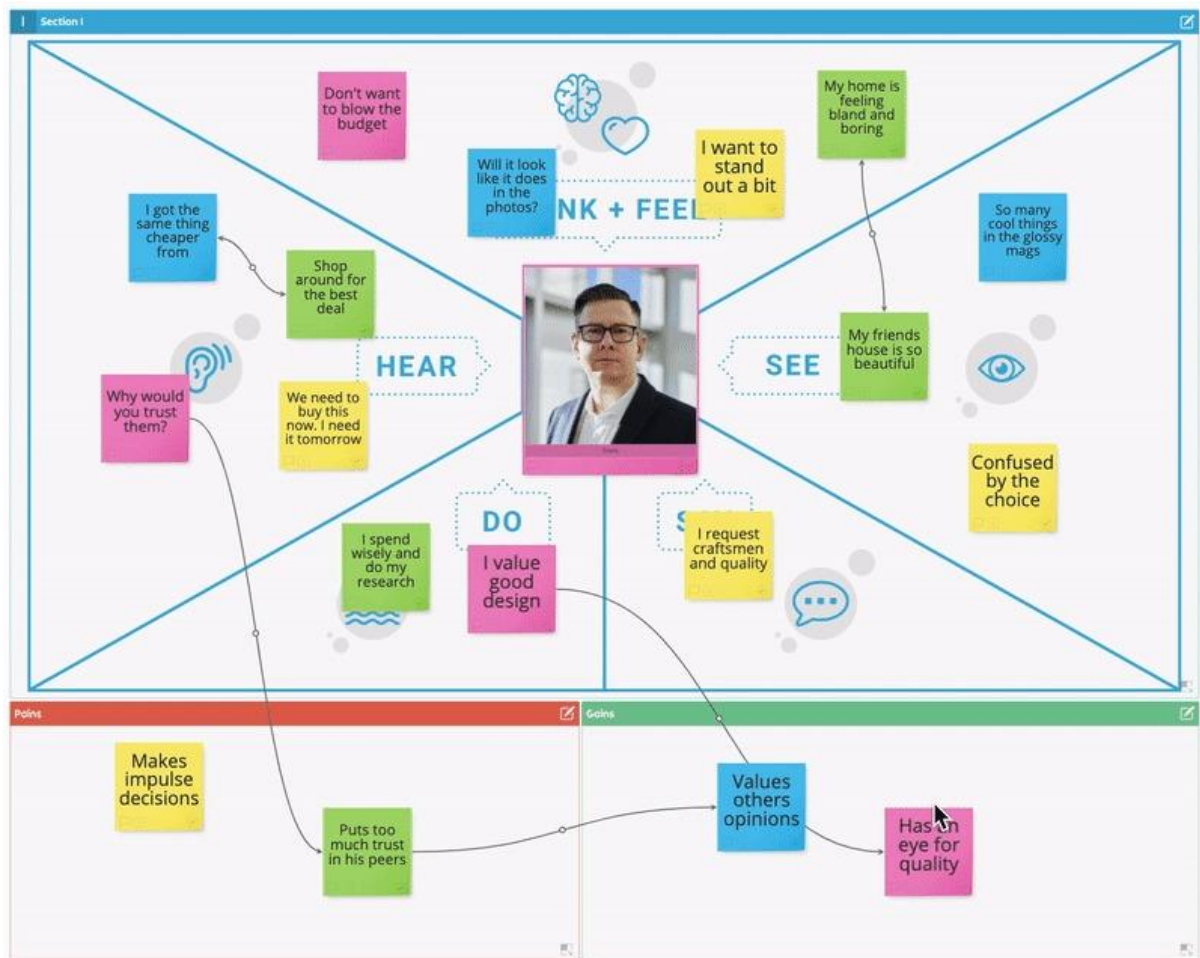 I Section I
Don't want
to blow the
budget
My home is
feeling
bland and
boring
Will it look
like it does
in the
photos?
I want to
stand
out a bit
NK + FEEL
I got the
same thing
cheaper
from
So many
cool things
in the glossy
mags
Shop
around for
the best
deal
HEAR
SEE
My friends
house is so
beautiful
Why would
you trust
them?
We need to
buy this
now. I need
it tomorrow
Confused
by the
choice
DO
I spend
wisely and
do my
research
I value
good
design
I request
craftsmen
and quality
Pains
Gains
Makes
impulse
decisions
Puts too
much trust
in his peers
Values
others
opinions
Has an
eye for
quality